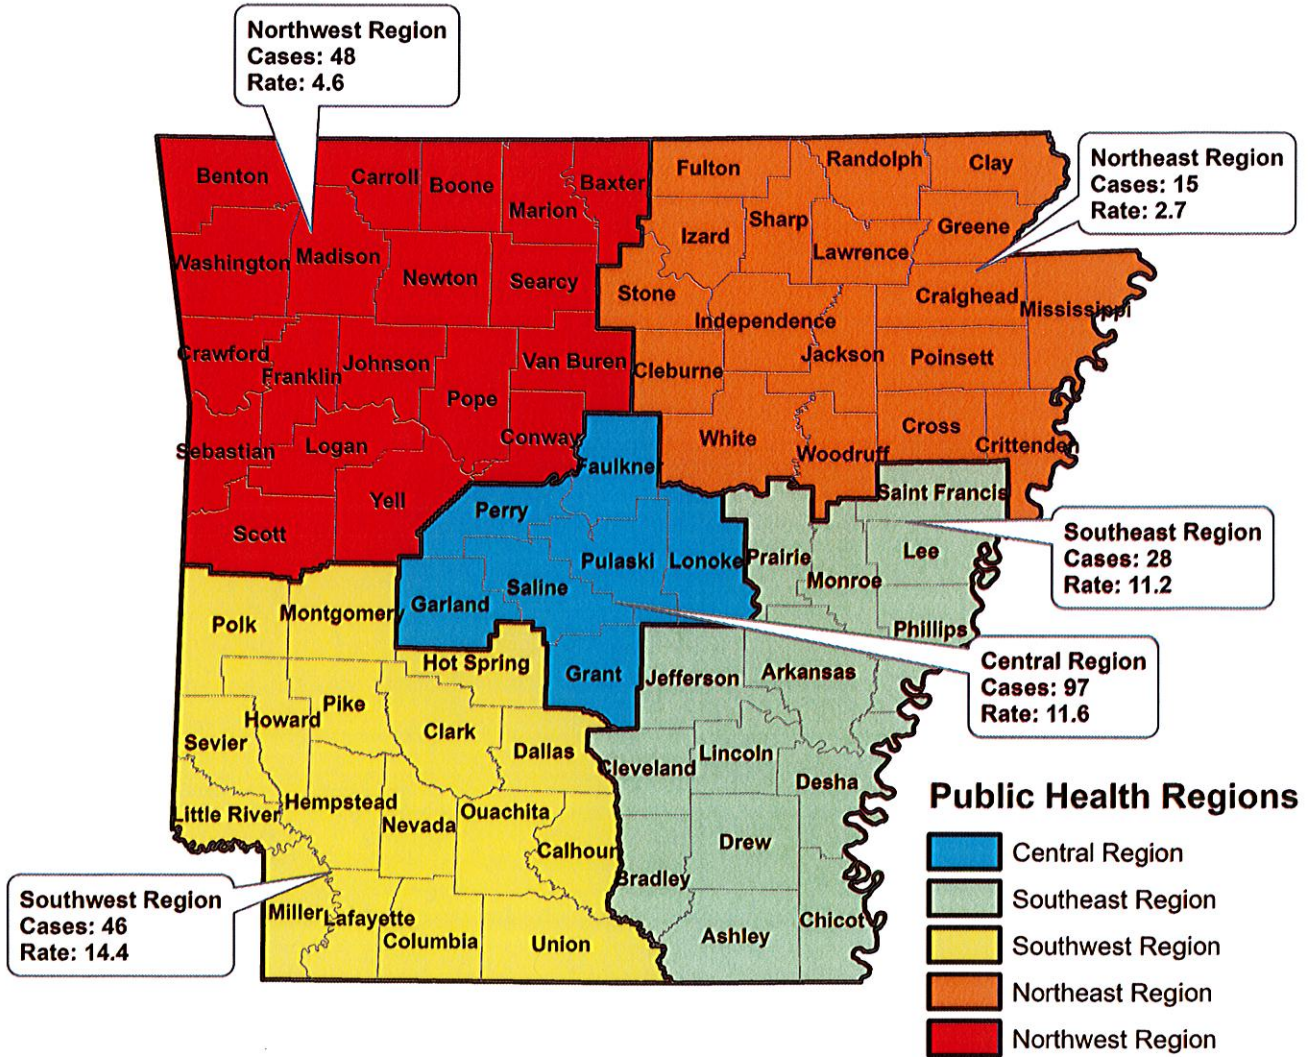 Northwest Region
Cases: 48
Rate: 4.6
Northeast Region
Cases: 15
Rate: 2.7
Benton
Carroll
Boone
Marion
Baxter
Fulton
Randolph
Clay
Sharp
Izard
Greene
Lawrence
Washington
Madison
Newton
Searcy
Stone
Craighead
Mississippi
Independence
Crawford
Franklin
Johnson
Van Buren
Cleburne
Jackson
Poinsett
Pope
Sebastian
Logan
Conway
White
Woodruff
Cross
Crittenden
Faulkner
Saint Francis
Yell
Perry
Scott
Pulaski
Lonoke
Prairie
Monroe
Lee
Southeast Region
Cases: 28
Rate: 11.2
Garland
Saline
Phillips
Polk
Montgomery
Hot Spring
Grant
Jefferson
Arkansas
Central Region
Cases: 97
Rate: 11.6
Howard
Pike
Clark
Sevier
Dallas
Cleveland
Lincoln
Desha
Little River
Hempstead
Nevada
Ouachita
Calhoun
Drew
Bradley
Miller
Lafayette
Columbia
Union
Ashley
Chicot
Southwest Region
Cases: 46
Rate: 14.4
Public Health Regions
Central Region
Southeast Region
Southwest Region
Northeast Region
Northwest Region